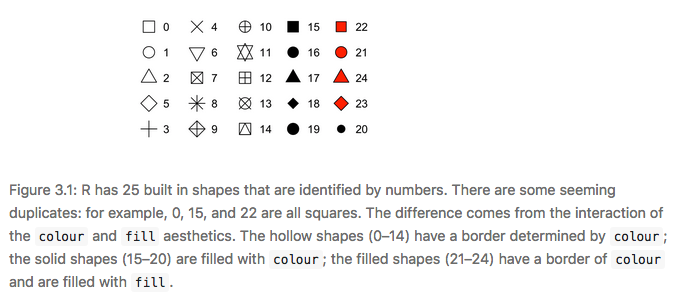 0 4 10 15 22
1 6 11 16 21
2 7 12 17 24
5 8 13 18 23
3 9 14 19 20
Figure 3.1: R has 25 built in shapes that are identified by numbers. There are some seeming
duplicates: for example, 0, 15, and 22 are all squares. The difference comes from the interaction of
the colour and fill aesthetics. The hollow shapes (0–14) have a border determined by colour;
the solid shapes (15–20) are filled with colour; the filled shapes (21–24) have a border of colour
and are filled with fill.